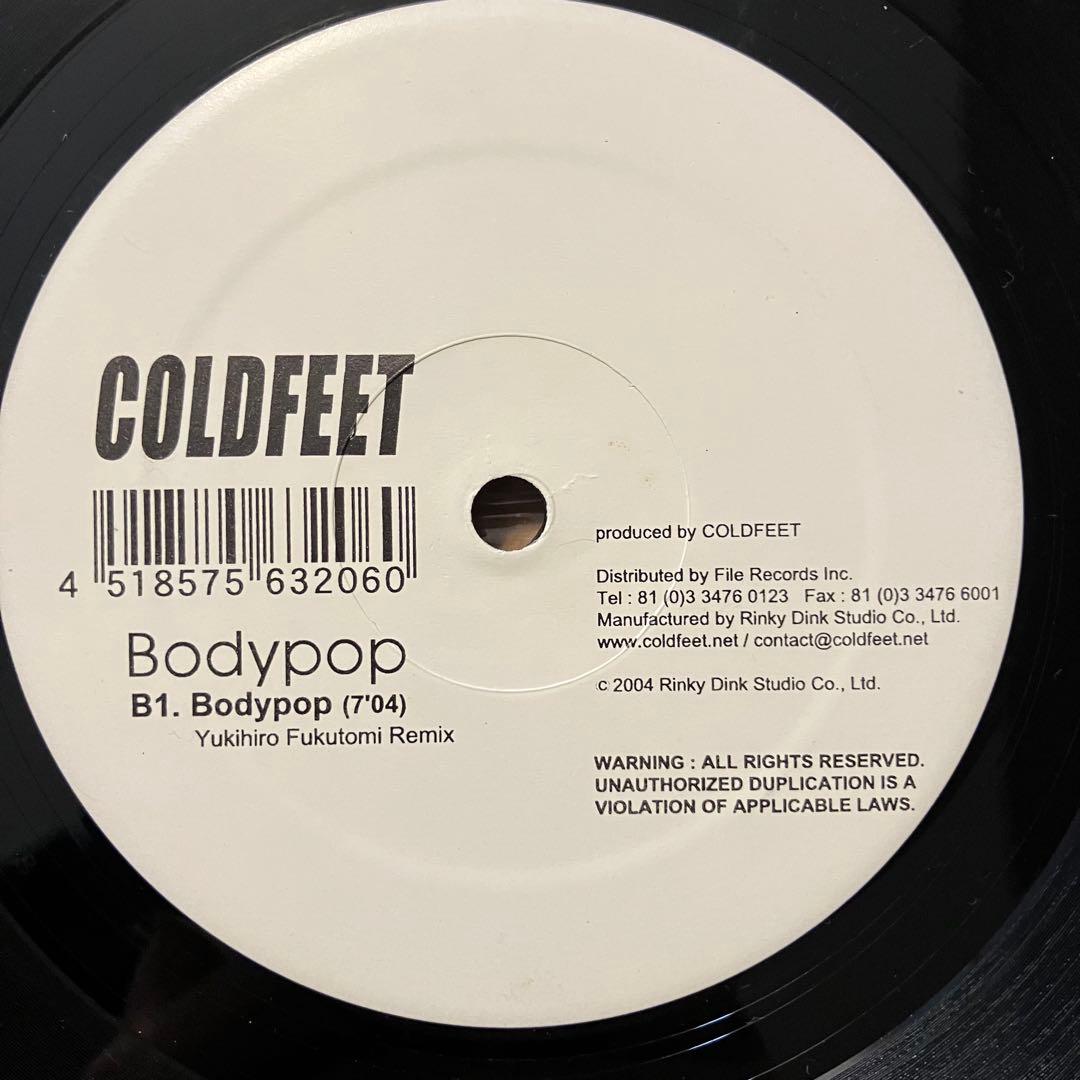 COLDFEET
4 518575 632060
Bodypop
B1. Bodypop (7'04)
Yukihiro Fukutomi Remix
produced by COLDFEET
Distributed by File Records Inc.
Tel : 81 (0)3 3476 0123 Fax : 81 (0)3 3476 6001
Manufactured by Rinky Dink Studio Co., Ltd.
www.coldfeet.net / contact@coldfeet.net
c 2004 Rinky Dink Studio Co., Ltd.
WARNING : ALL RIGHTS RESERVED.
UNAUTHORIZED DUPLICATION IS A
VIOLATION OF APPLICABLE LAWS.